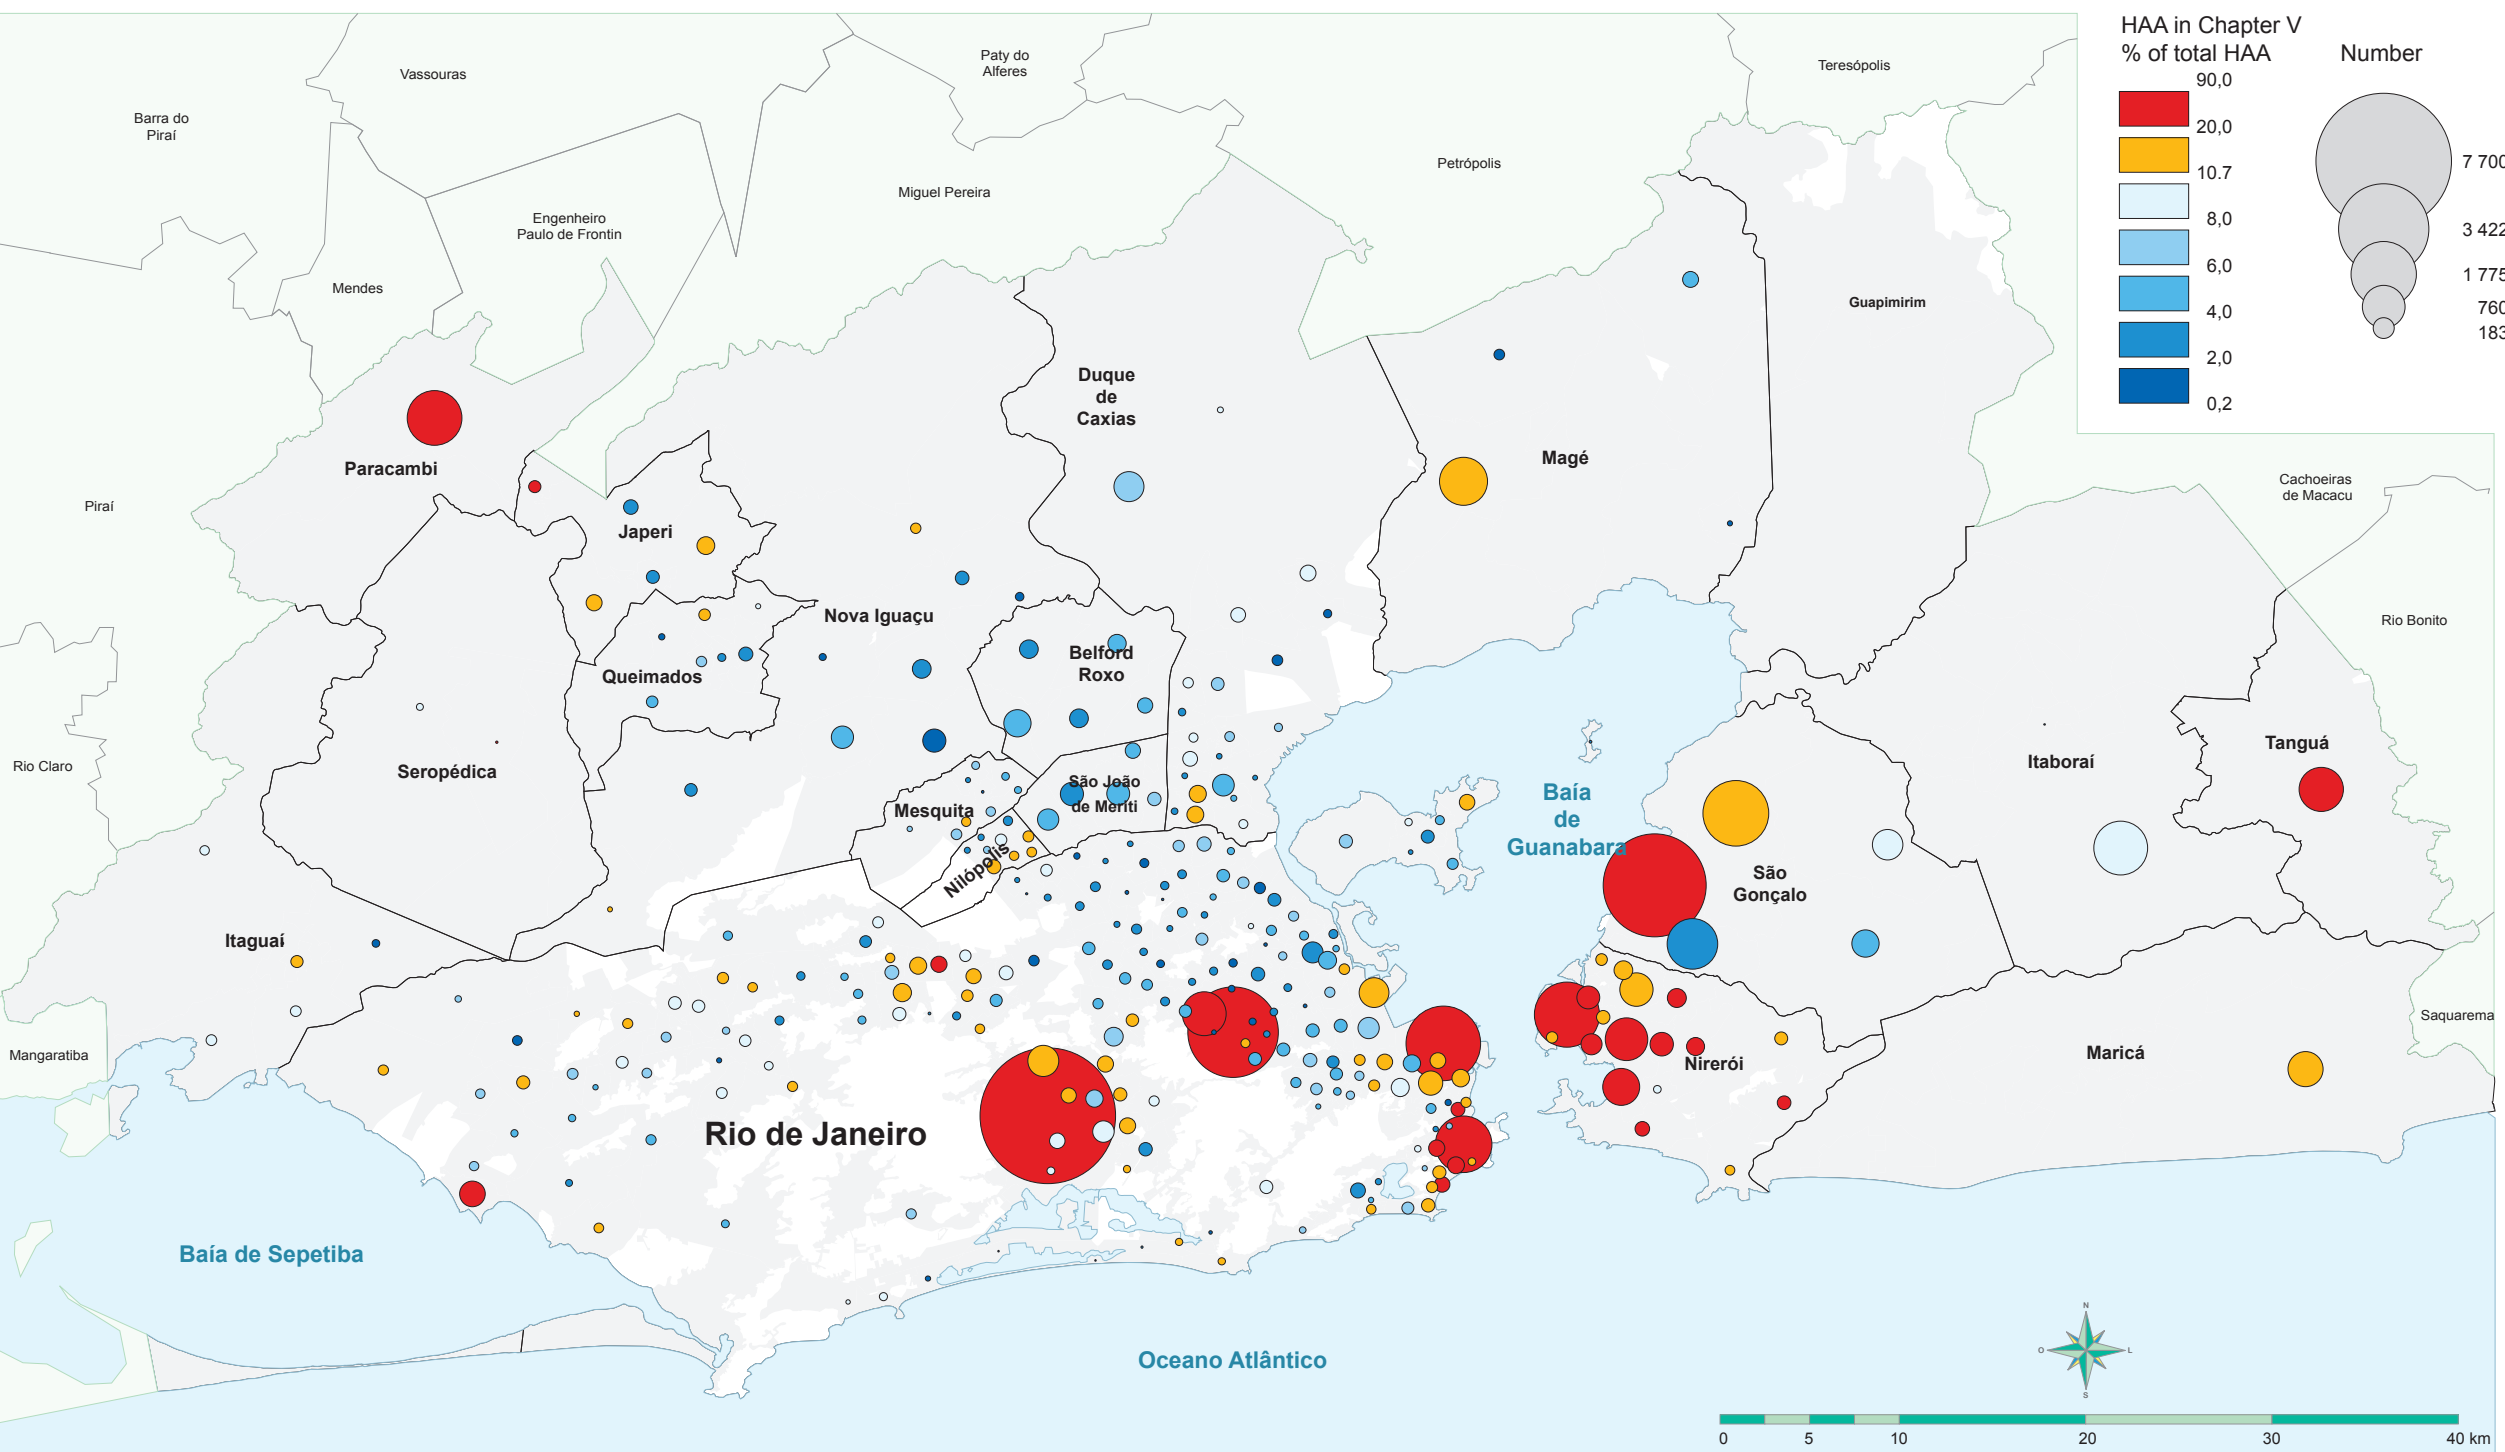 HAA in Chapter V
% of total HAA
Number
90,0
20,0
10.7
8,0
6,0
4,0
2,0
0,2
7 700
3 422
1 775
760
183
Vassouras
Paty do
Alferes
Teresópolis
Barra do
Piraí
Petrópolis
Miguel Pereira
Engenheiro
Paulo de Frontin
Mendes
Guapimirim
Duque
de
Caxias
Magé
Paracambi
Cachoeiras
de Macacu
Piraí
Japeri
Nova Iguaçu
Rio Bonito
Belford
Roxo
Queimados
Tanguá
Itaboraí
Rio Claro
Seropédica
São João
de Meriti
Mesquita
Baía
de
Guanabara
São
Gonçalo
Nilópolis
Itaguaí
Saquarema
Mangaratiba
Maricá
Nirerói
Rio de Janeiro
Baía de Sepetiba
Oceano Atlântico
N
O
L
S
0
5
10
20
30
40 km